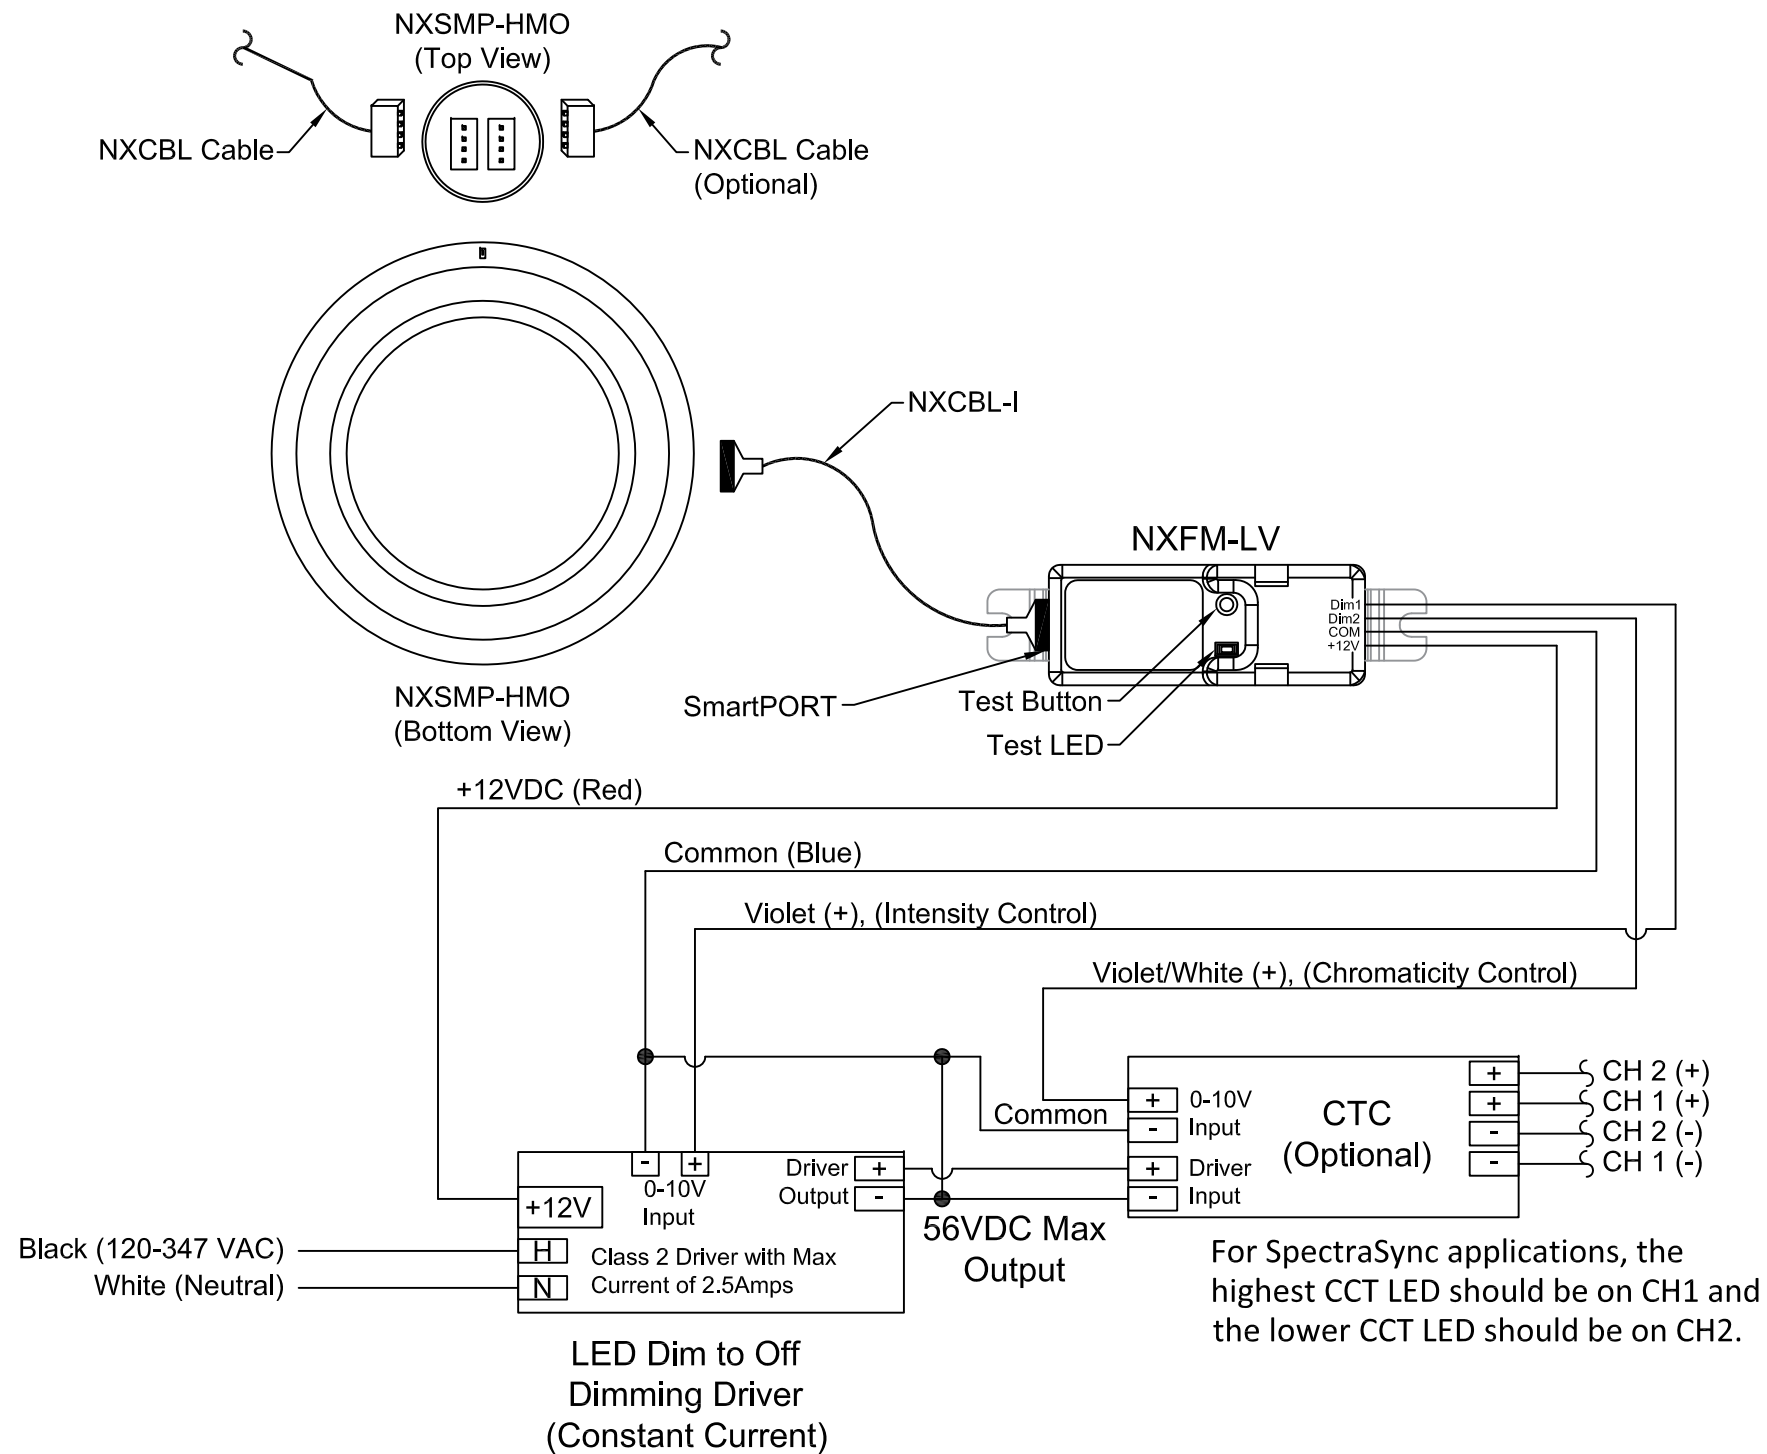 NXSMP-HMO
(Top View)
NXCBL Cable
NXCBL Cable
(Optional)
NXCBL-I
NXFM-LV
Dim1
Dim2
COM
+12V
NXSMP-HMO
(Bottom View)
SmartPORT
Test Button
Test LED
+12VDC (Red)
Common (Blue)
Violet (+), (Intensity Control)
Violet/White (+), (Chromaticity Control)
Common
+ 0-10V
- Input
+ Driver
- Input
CTC
(Optional)
+ CH 2 (+)
+ CH 1 (+)
- CH 2 (-)
- CH 1 (-)
- +
0-10V
Input
Driver +
Output -
+12V
H
N
Class 2 Driver with Max
Current of 2.5Amps
Black (120-347 VAC)
White (Neutral)
56VDC Max
Output
For SpectraSync applications, the
highest CCT LED should be on CH1 and
the lower CCT LED should be on CH2.
LED Dim to Off
Dimming Driver
(Constant Current)